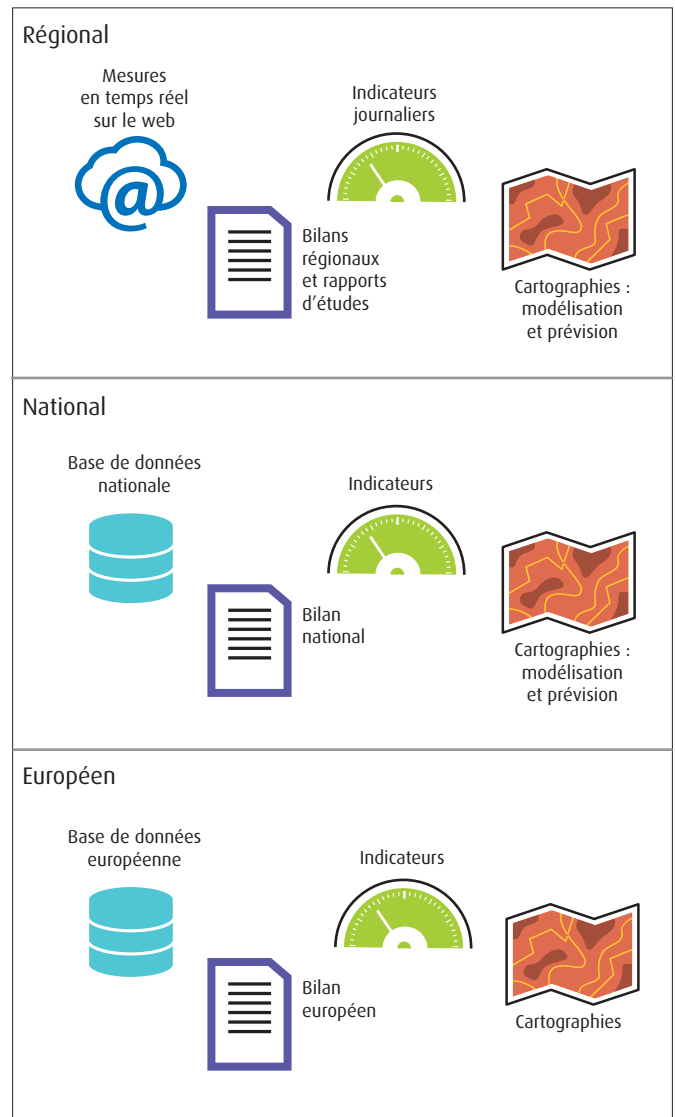 Régional
Mesures
en temps réel
sur le web
@
Indicateurs
journaliers
Bilans
régionaux
et rapports
d'études
Cartographies :
modélisation
et prévision
National
Base de données
nationale
Indicateurs
Bilan
national
Cartographies :
modélisation
et prévision
Européen
Base de données
européenne
Indicateurs
Bilan
européen
Cartographies